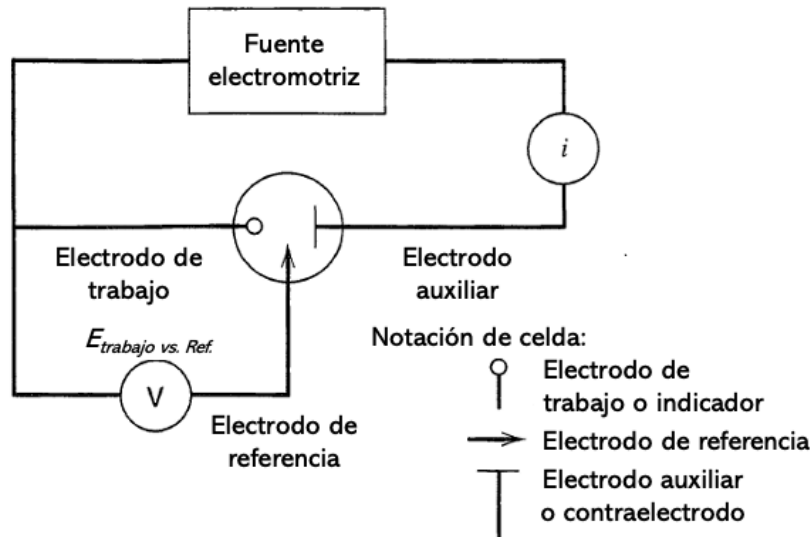 Fuente
electromotriz
i
Electrodo de
trabajo
Electrodo
auxiliar
E trabajo vs. Ref.
V
Electrodo de
referencia
Notación de celda:
Electrodo de
trabajo o indicador
Electrodo de referencia
Electrodo auxiliar
o contraelectrodo